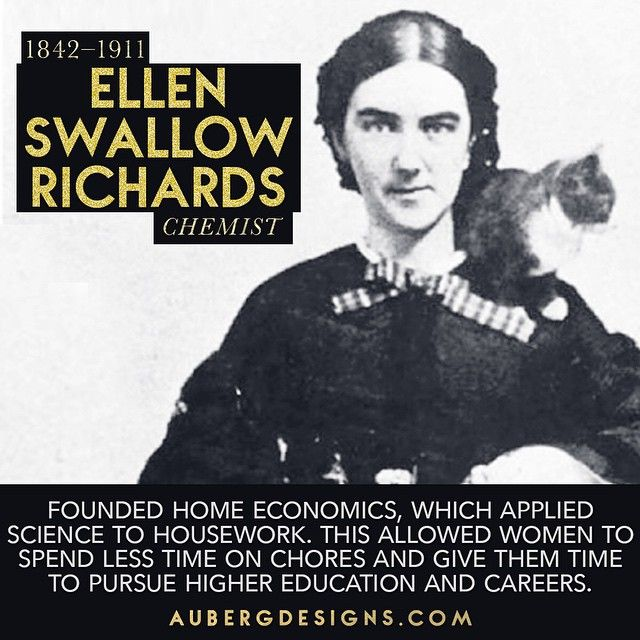 1842–1911
ELLEN
SWALLOW
RICHARDS
CHEMIST
FOUNDED HOME ECONOMICS, WHICH APPLIED
SCIENCE TO HOUSEWORK. THIS ALLOWED WOMEN TO
SPEND LESS TIME ON CHORES AND GIVE THEM TIME
TO PURSUE HIGHER EDUCATION AND CAREERS.
AUBERGDESIGNS.COM